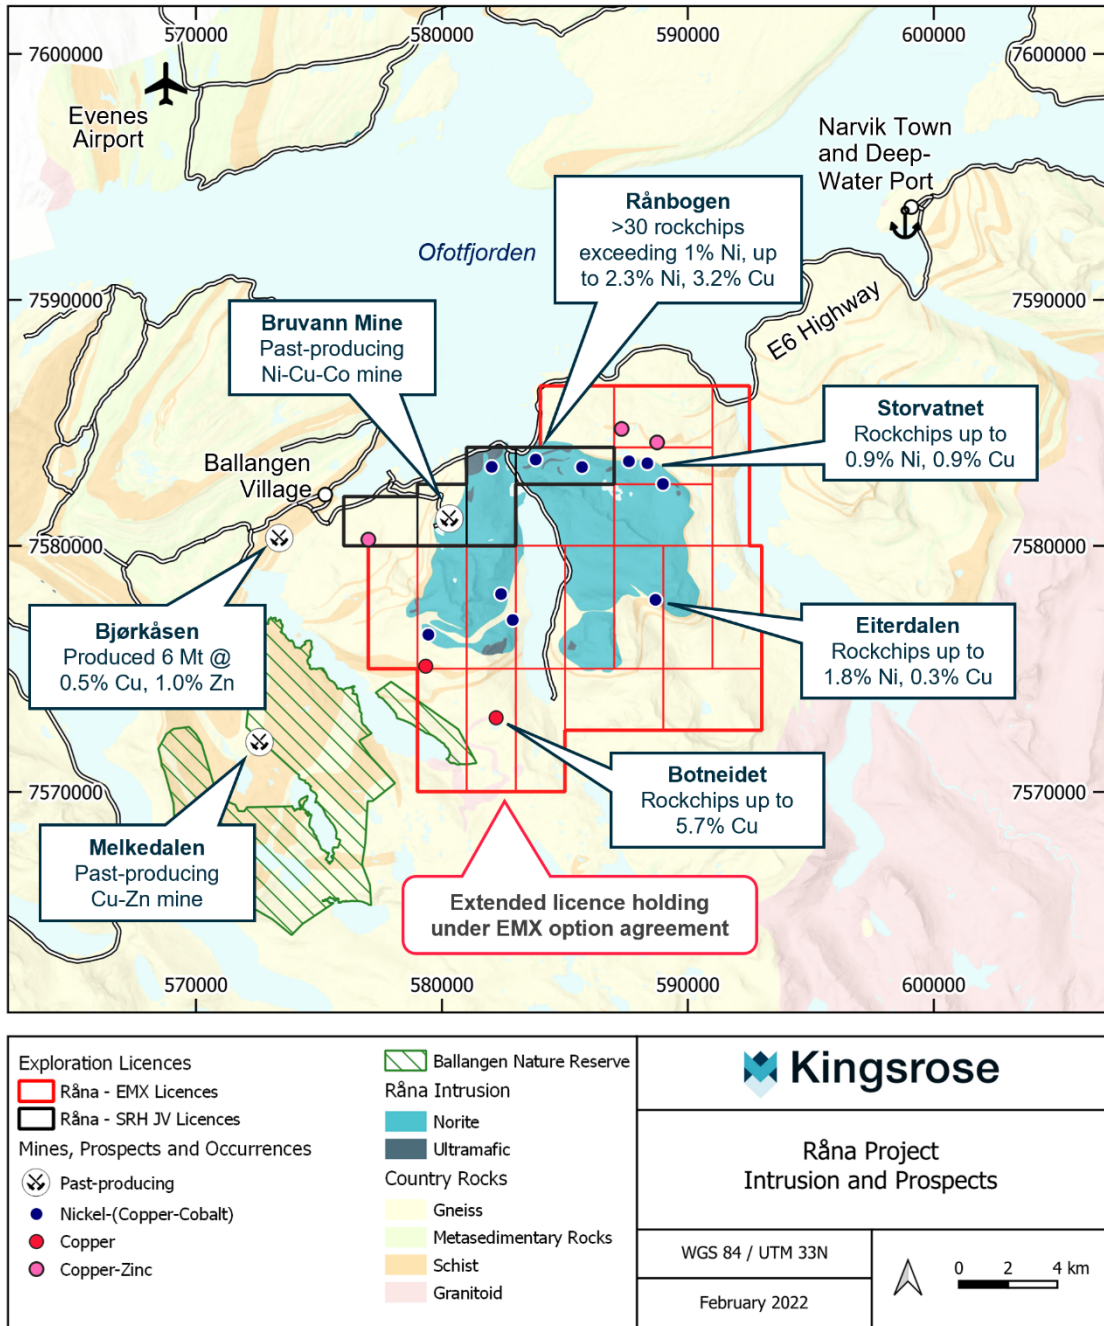 570000
580000
590000
600000
7600000
7600000
Evenes
Airport
Narvik Town
and Deep-
Water Port
Rånbogen
>30 rockchips
exceeding 1% Ni, up
to 2.3% Ni, 3.2% Cu
Ofotfjorden
7590000
7590000
E6 Highway
Bruvann Mine
Past-producing
Ni-Cu-Co mine
Storvatnet
Rockchips up to
0.9% Ni, 0.9% Cu
Ballangen
Village
7580000
7580000
Bjørkåsen
Produced 6 Mt @
0.5% Cu, 1.0% Zn
Eiterdalen
Rockchips up to
1.8% Ni, 0.3% Cu
Botneidet
Rockchips up to
5.7% Cu
7570000
7570000
Melkedalen
Past-producing
Cu-Zn mine
Extended licence holding
under EMX option agreement
570000
580000
590000
600000
Exploration Licences
Råna - EMX Licences
Råna - SRH JV Licences
Mines, Prospects and Occurrences
Past-producing
Nickel-(Copper-Cobalt)
Copper
Copper-Zinc
Ballangen Nature Reserve
Råna Intrusion
Norite
Ultramafic
Country Rocks
Gneiss
Metasedimentary Rocks
Schist
Granitoid
Kingsrose
Råna Project
Intrusion and Prospects
WGS 84 / UTM 33N
February 2022
0 2 4 km